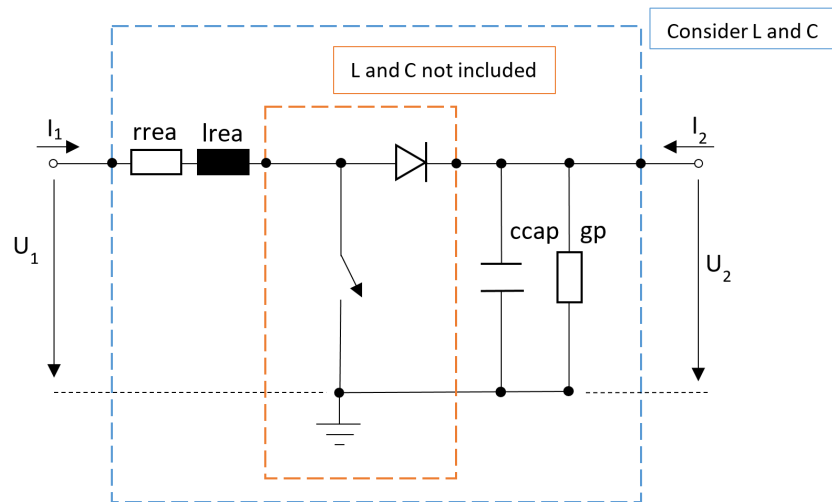 Consider L and C
L and C not included
I1
rrea
lrea
I2
U1
ccap
gp
U2